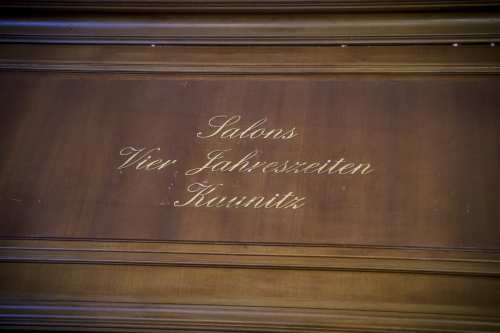 Salons
Vier Jahreszeiten
Kaunitz